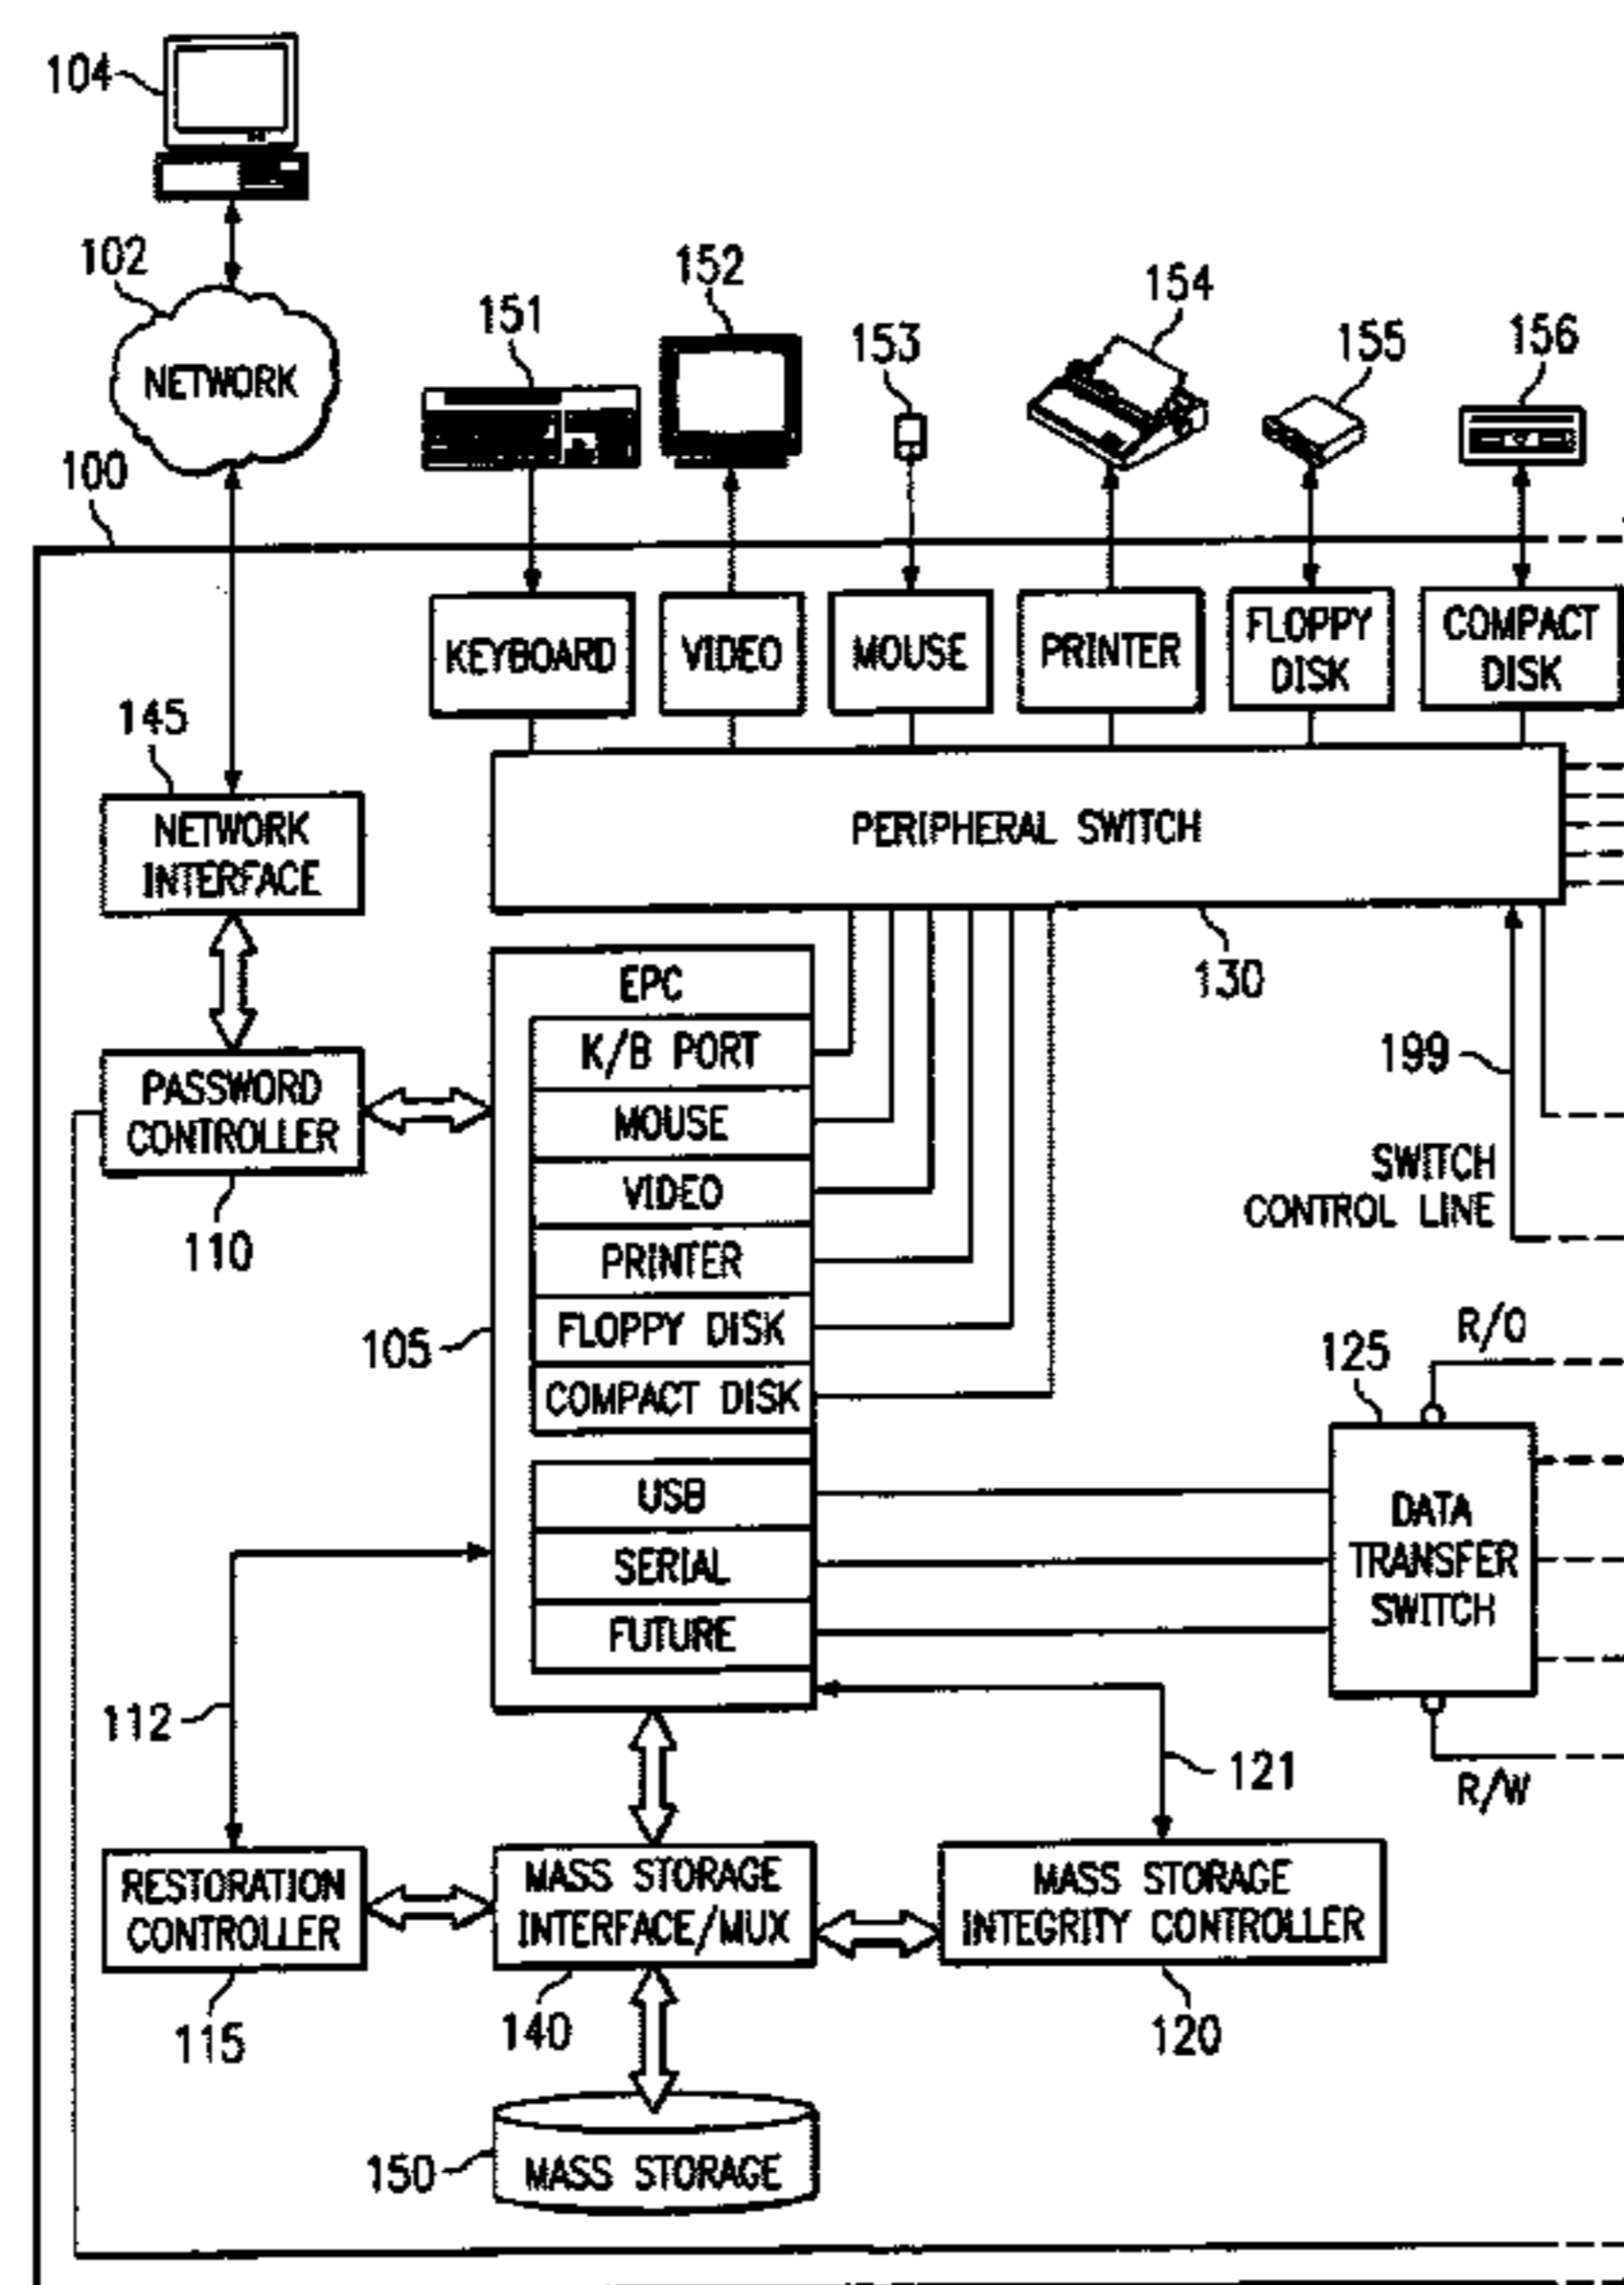 104
102
NETWORK
100
151
152
153
154
155
156
KEYBOARD
VIDEO
MOUSE
PRINTER
FLOPPY
DISK
COMPACT
DISK
145
NETWORK
INTERFACE
PERIPHERAL SWITCH
130
199
SWITCH
CONTROL LINE
PASSWORD
CONTROLLER
110
EPC
K/B PORT
MOUSE
VIDEO
PRINTER
FLOPPY DISK
COMPACT DISK
105
USB
SERIAL
FUTURE
R/O
125
DATA
TRANSFER
SWITCH
R/W
112
121
RESTORATION
CONTROLLER
115
MASS STORAGE
INTERFACE/MUX
140
MASS STORAGE
INTEGRITY CONTROLLER
120
150
MASS STORAGE